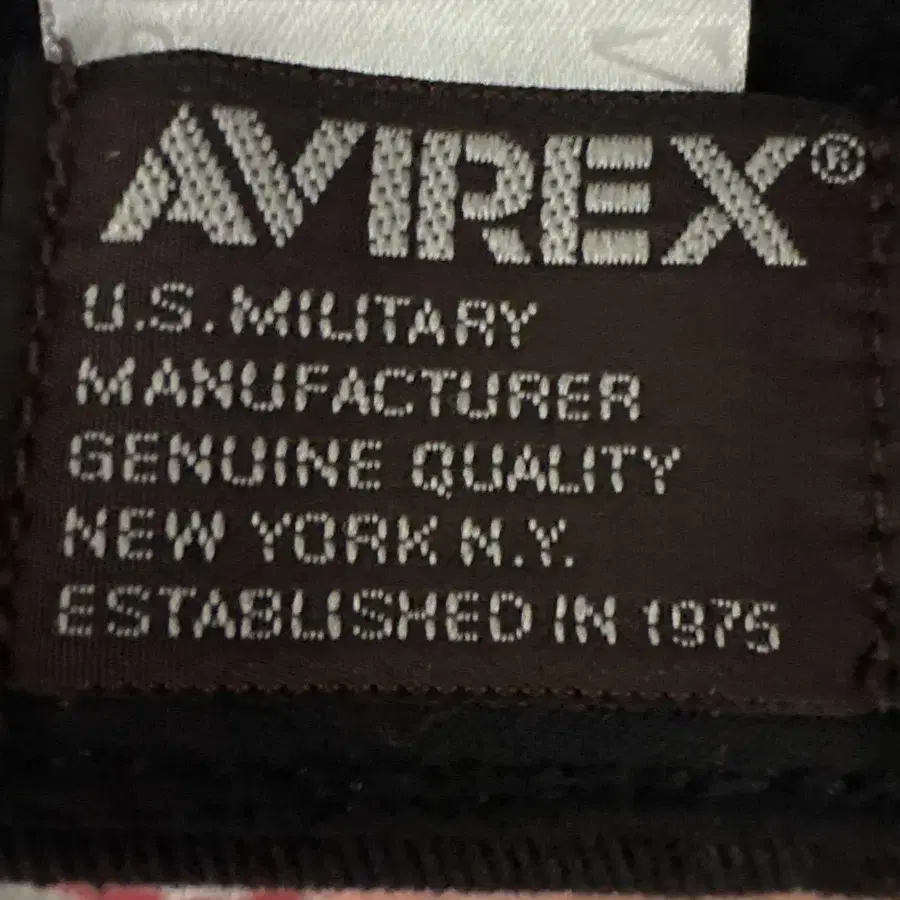 AVIREX®
U.S. MILITARY
MANUFACTURER
GENUINE QUALITY
NEW YORK N.Y.
ESTABLISHED IN 1975